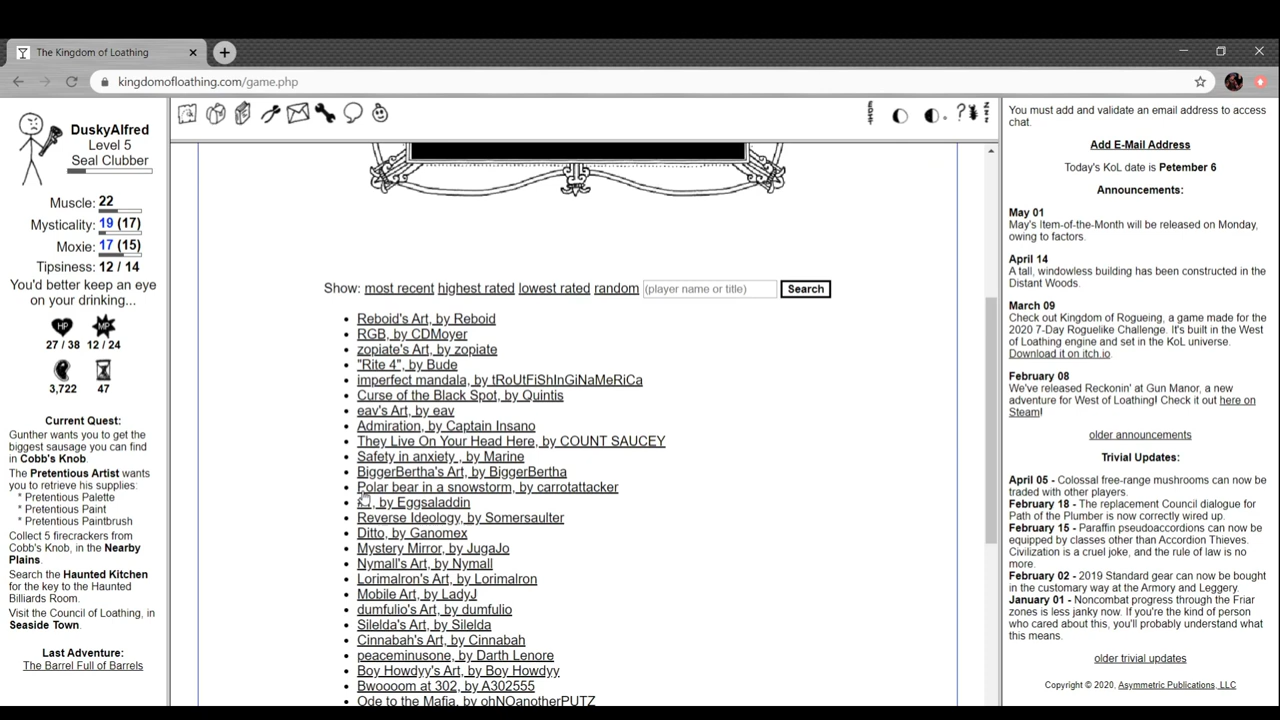 The Kingdom of Loathing
kingdomofloathing.com/game.php
DuskyAlfred
Level 5
Seal Clubber
Muscle: 22
Mysticality: 19 (17)
Moxie: 17 (15)
Tipsiness: 12 / 14
You'd better keep an
eye on your drinking...
HP
MP
27 / 38
12 / 24
3,722
47
Current Quest:
Gunther wants you to get the
biggest sausage you can find
in Cobb's Knob.
The Pretentious Artist wants
you to retrieve his supplies:
* Pretentious Palette
* Pretentious Paint
* Pretentious Paintbrush
Collect 5 firecrackers from
Cobb's Knob, in the Nearby
Plains.
Search the Haunted Kitchen
for the key to the Haunted
Billiards Room.
Visit the Council of Loathing, in
Seaside Town.
Last Adventure:
The Barrel Full of Barrels
Show: most recent highest rated lowest rated random (player name or title) Search
Reboid's Art, by Reboid
RGB, by CDMoyer
zopiate's Art, by zopiate
"Rite 4", by Bude
imperfect mandala, by tRoUtFiShInGiNaMeRiCa
Curse of the Black Spot, by Quintis
eav's Art, by eav
Admiration, by Captain Insano
They Live On Your Head Here, by COUNT SAUCEY
Safety in anxiety , by Marine
BiggerBertha's Art, by BiggerBertha
Polar bear in a snowstorm, by carrotattacker
, by Eggsaladdin
Reverse Ideology, by Somersaulter
Ditto, by Ganomex
Mystery Mirror, by JugaJo
Nymall's Art, by Nymall
Lorimalron's Art, by Lorimalron
Mobile Art, by LadyJ
dumfulio's Art, by dumfulio
Silelda's Art, by Silelda
Cinnabah's Art, by Cinnabah
peaceminusone, by Darth Lenore
Boy Howdyy's Art, by Boy Howdyy
Bwoooom at 302, by A302555
Ode to the Mafia, by ohNOanotherPUTZ
You must add and validate an email address to access
chat.
Add E-Mail Address
Today's KoL date is Petember 6
Announcements:
May 01
May's Item-of-the-Month will be released on Monday,
owing to factors.
April 14
A tall, windowless building has been constructed in the
Distant Woods.
March 09
Check out Kingdom of Rogueing, a game made for the
2020 7-Day Roguelike Challenge. It's built in the West
of Loathing engine and set in the KoL universe.
Download it on itch.io.
February 08
We've released Reckonin' at Gun Manor, a new
adventure for West of Loathing! Check it out here on
Steam!
older announcements
Trivial Updates:
April 05 - Colossal free-range mushrooms can now be
traded with other players.
February 18 - The replacement Council dialogue for
Path of the Plumber is now correctly wired up.
February 15 - Paraffin pseudoaccordions can now be
equipped by classes other than Accordion Thieves.
Civilization is a cruel joke, and the rule of law is no
more.
February 02 - 2019 Standard gear can now be bought
in the customary way at the Armory and Leggery.
January 01 - Noncombat progress through the Friar
zones is less janky now. If you're the kind of person
who cared about this, you'll probably understand what
this means.
older trivial updates
Copyright © 2020, Asymmetric Publications, LLC